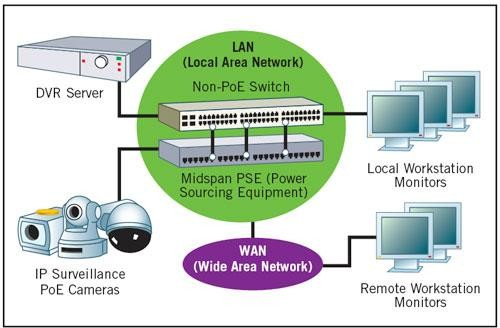 LAN
(Local Area Network)
Non-PoE Switch
DVR Server
Midspan PSE (Power
Sourcing Equipment)
Local Workstation
Monitors
IP Surveillance
PoE Cameras
WAN
(Wide Area Network)
Remote Workstation
Monitors